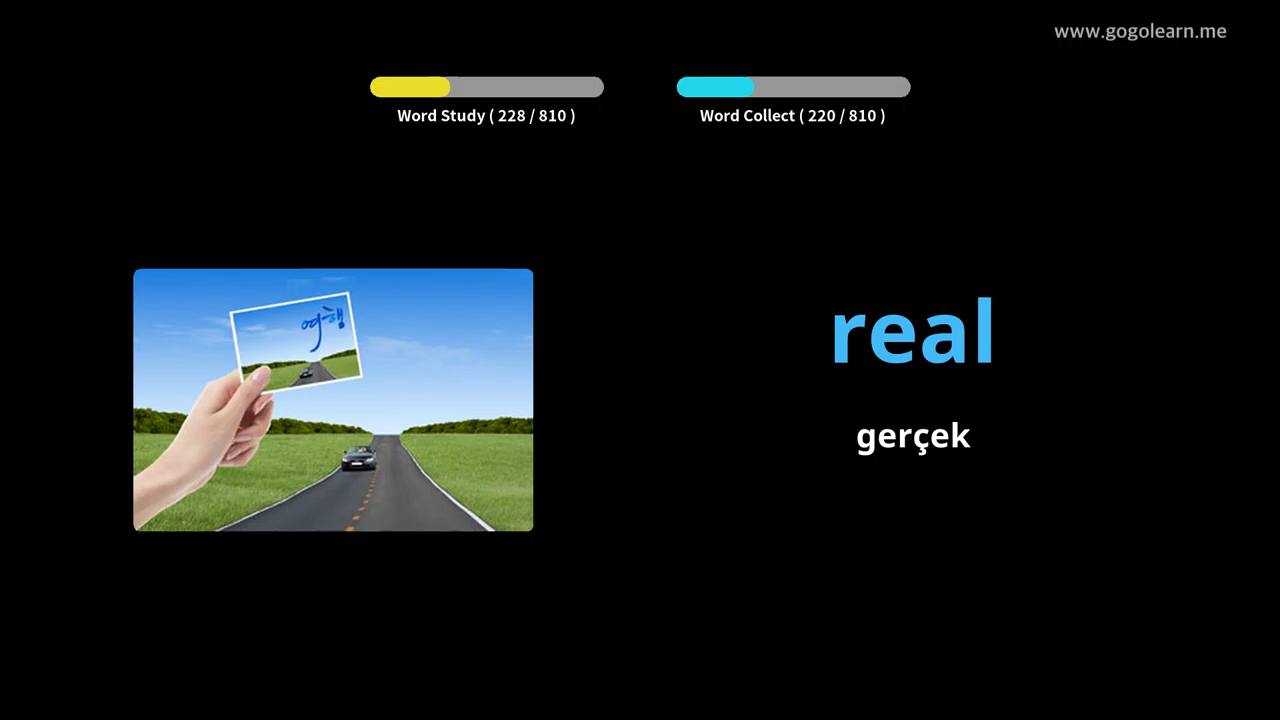 www.gogolearn.me
Word Study ( 228 / 810 )
Word Collect ( 220 / 810 )
여행
real
gerçek